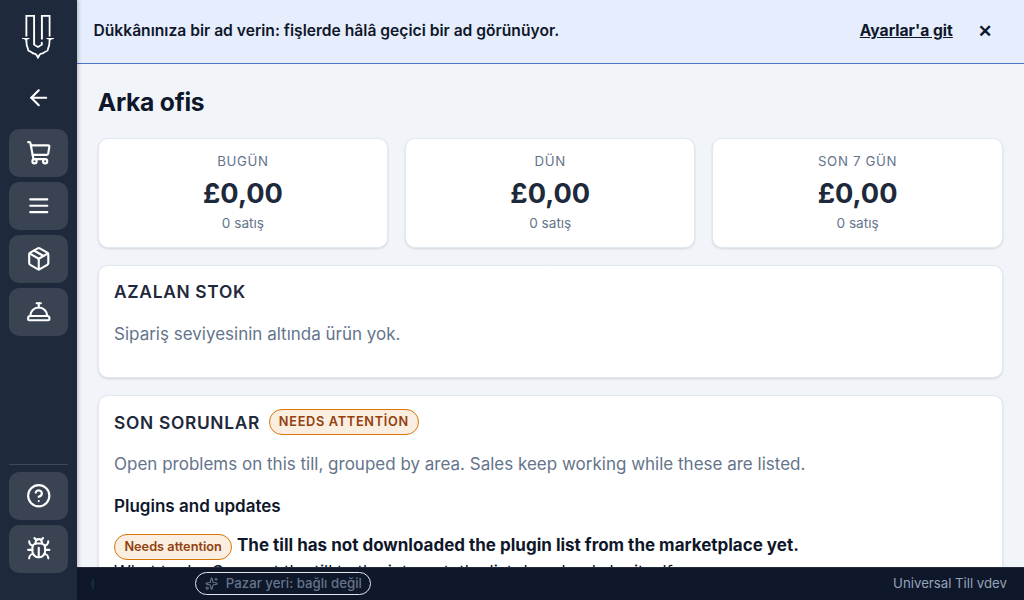 Dükkânınıza bir ad verin: fişlerde hâlâ geçici bir ad görünüyor.
Ayarlar'a git
Arka ofis
BUGÜN
£0,00
0 satış
DÜN
£0,00
0 satış
SON 7 GÜN
£0,00
0 satış
AZALAN STOK
Sipariş seviyesinin altında ürün yok.
SON SORUNLAR NEEDS ATTENTİON
Open problems on this till, grouped by area. Sales keep working while these are listed.
Plugins and updates
Needs attention The till has not downloaded the plugin list from the marketplace yet.
Pazar yeri: bağlı değil
Universal Till vdev